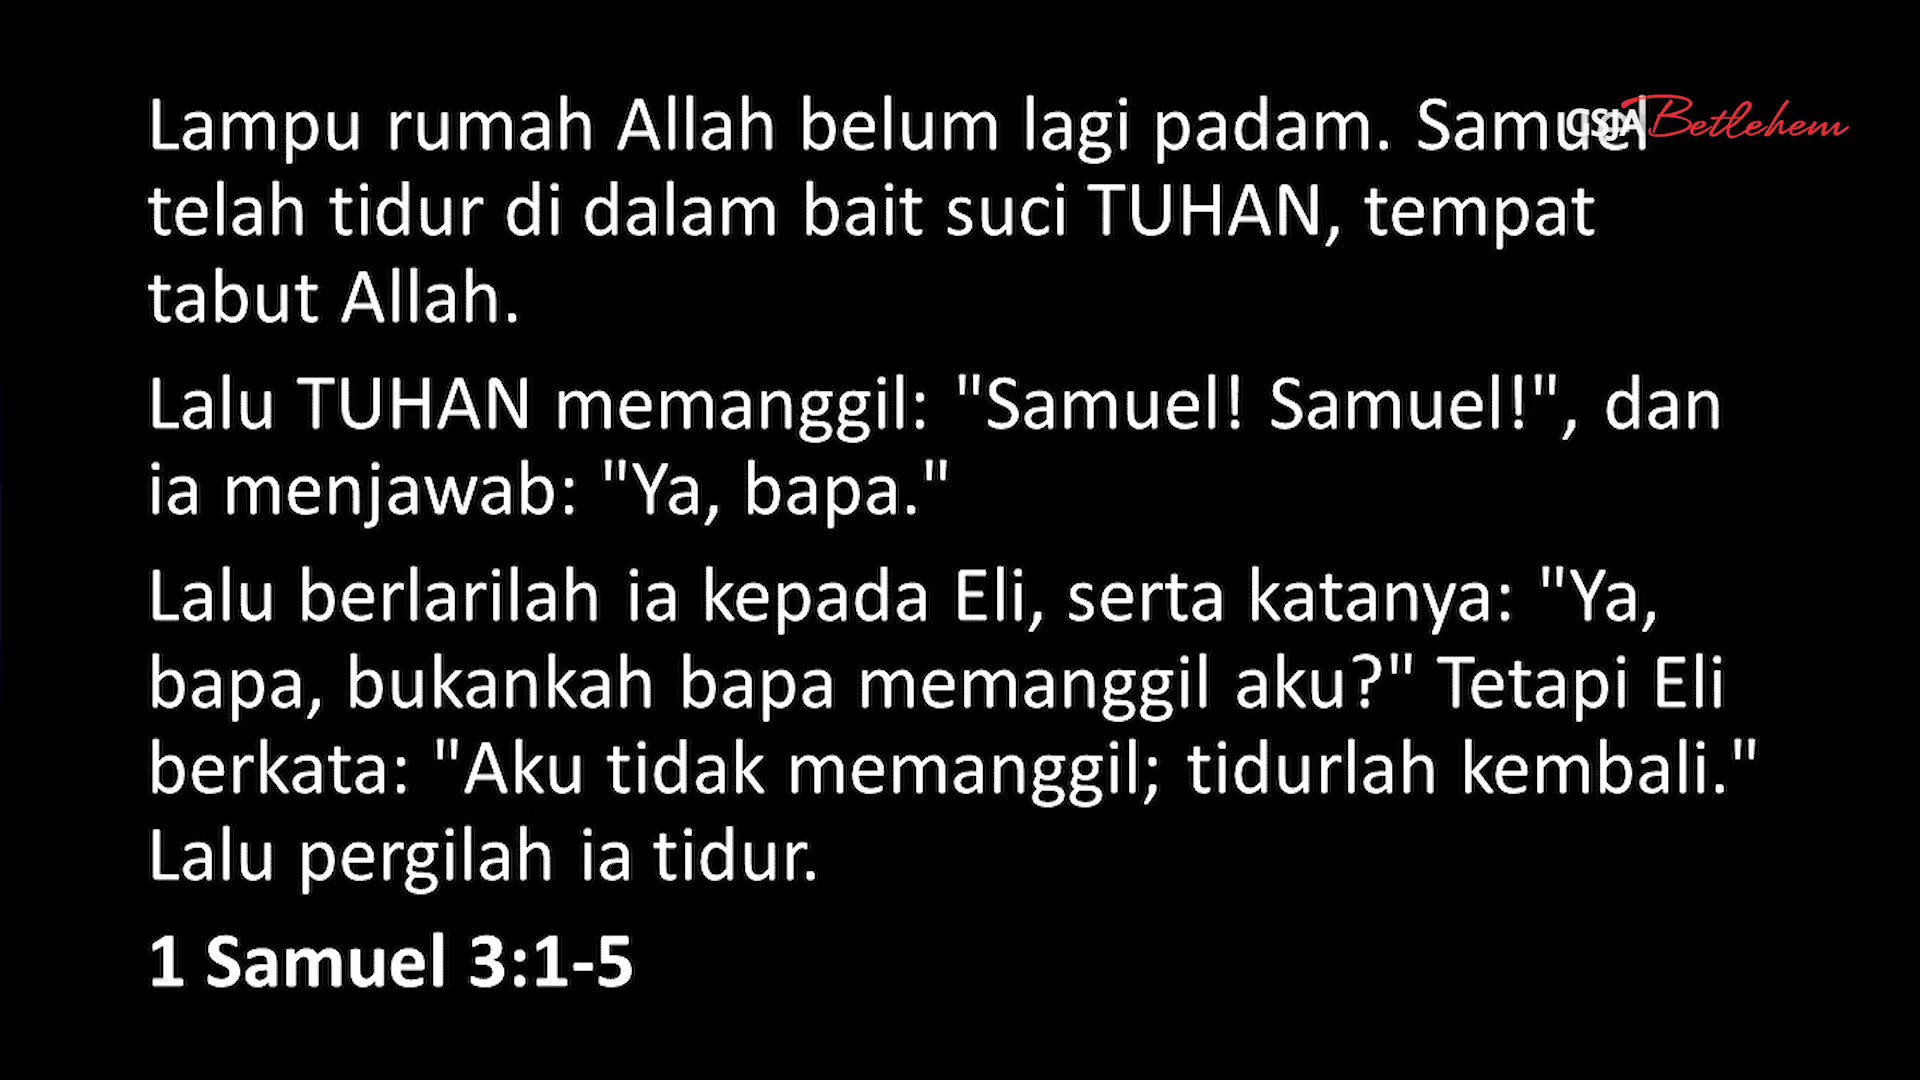 Lampu rumah Allah belum lagi padam. Samuel
GSJA Betlehem
telah tidur di dalam bait suci TUHAN, tempat
tabut Allah.
Lalu TUHAN memanggil: "Samuel! Samuel!", dan
ia menjawab: "Ya, bapa."
Lalu berlarilah ia kepada Eli, serta katanya: "Ya,
bapa, bukankah bapa memanggil aku?" Tetapi Eli
berkata: "Aku tidak memanggil; tidurlah kembali."
Lalu pergilah ia tidur.
1 Samuel 3:1-5